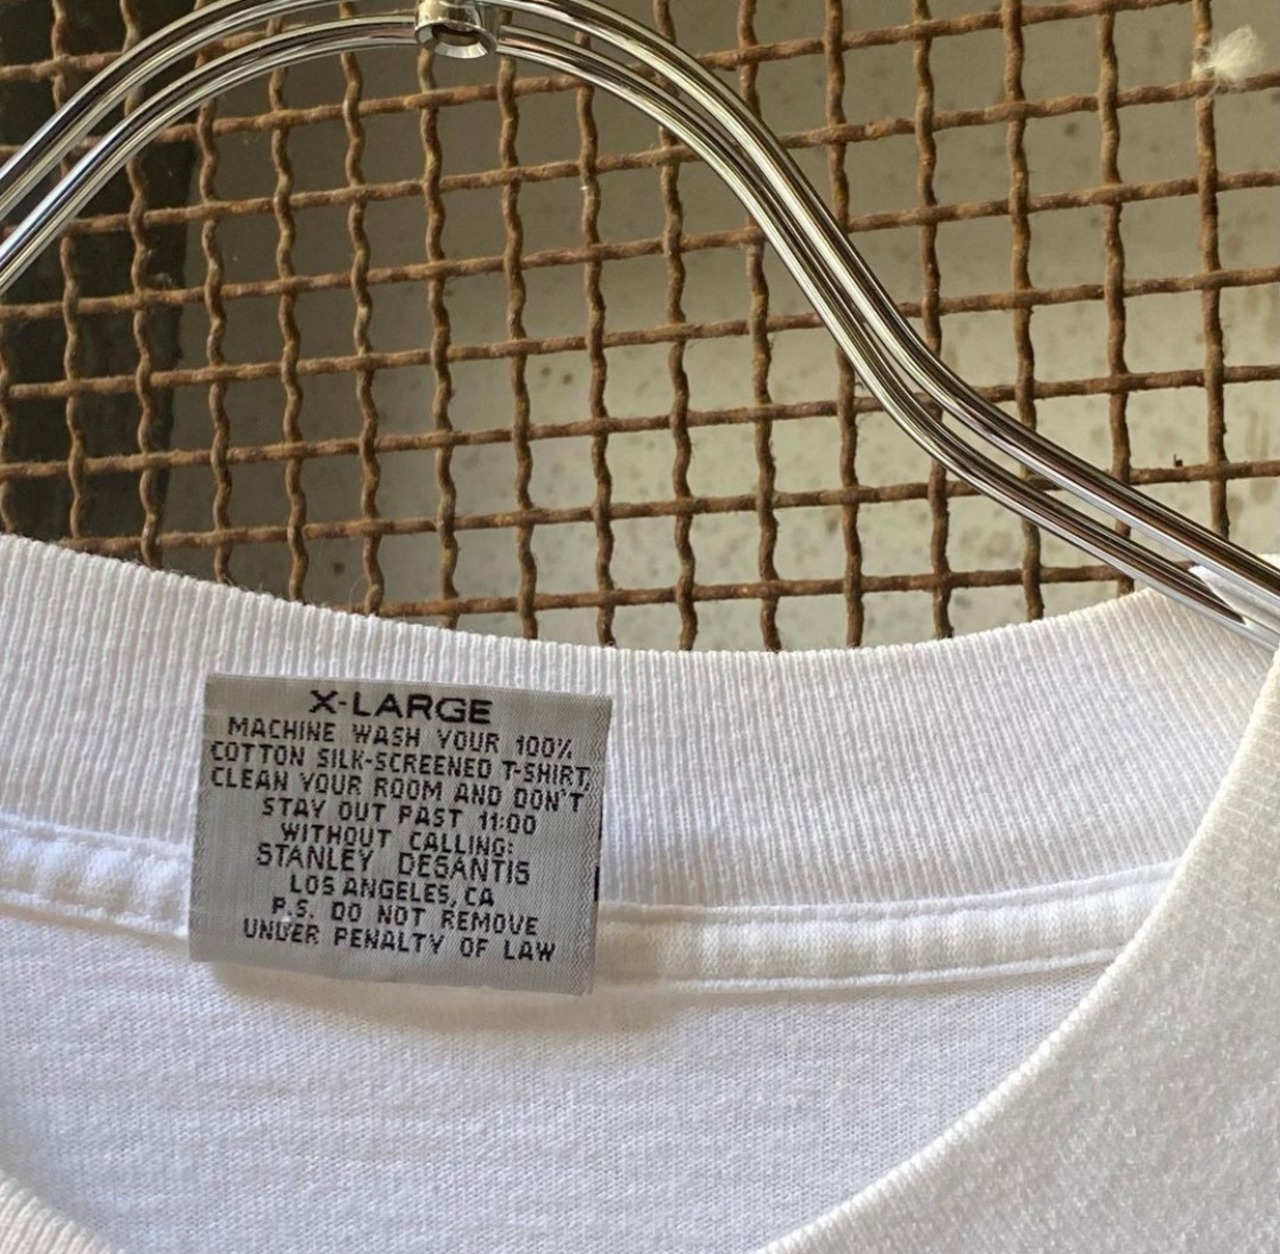 X-LARGE
MACHINE WASH YOUR 100%
COTTON SILK-SCREENED T-SHIRT,
CLEAN YOUR ROOM AND DON'T
STAY OUT PAST 11:00
WITHOUT CALLING:
STANLEY DESANTIS
LOS ANGELES, CA
P.S. DO NOT REMOVE
UNDER PENALTY OF LAW